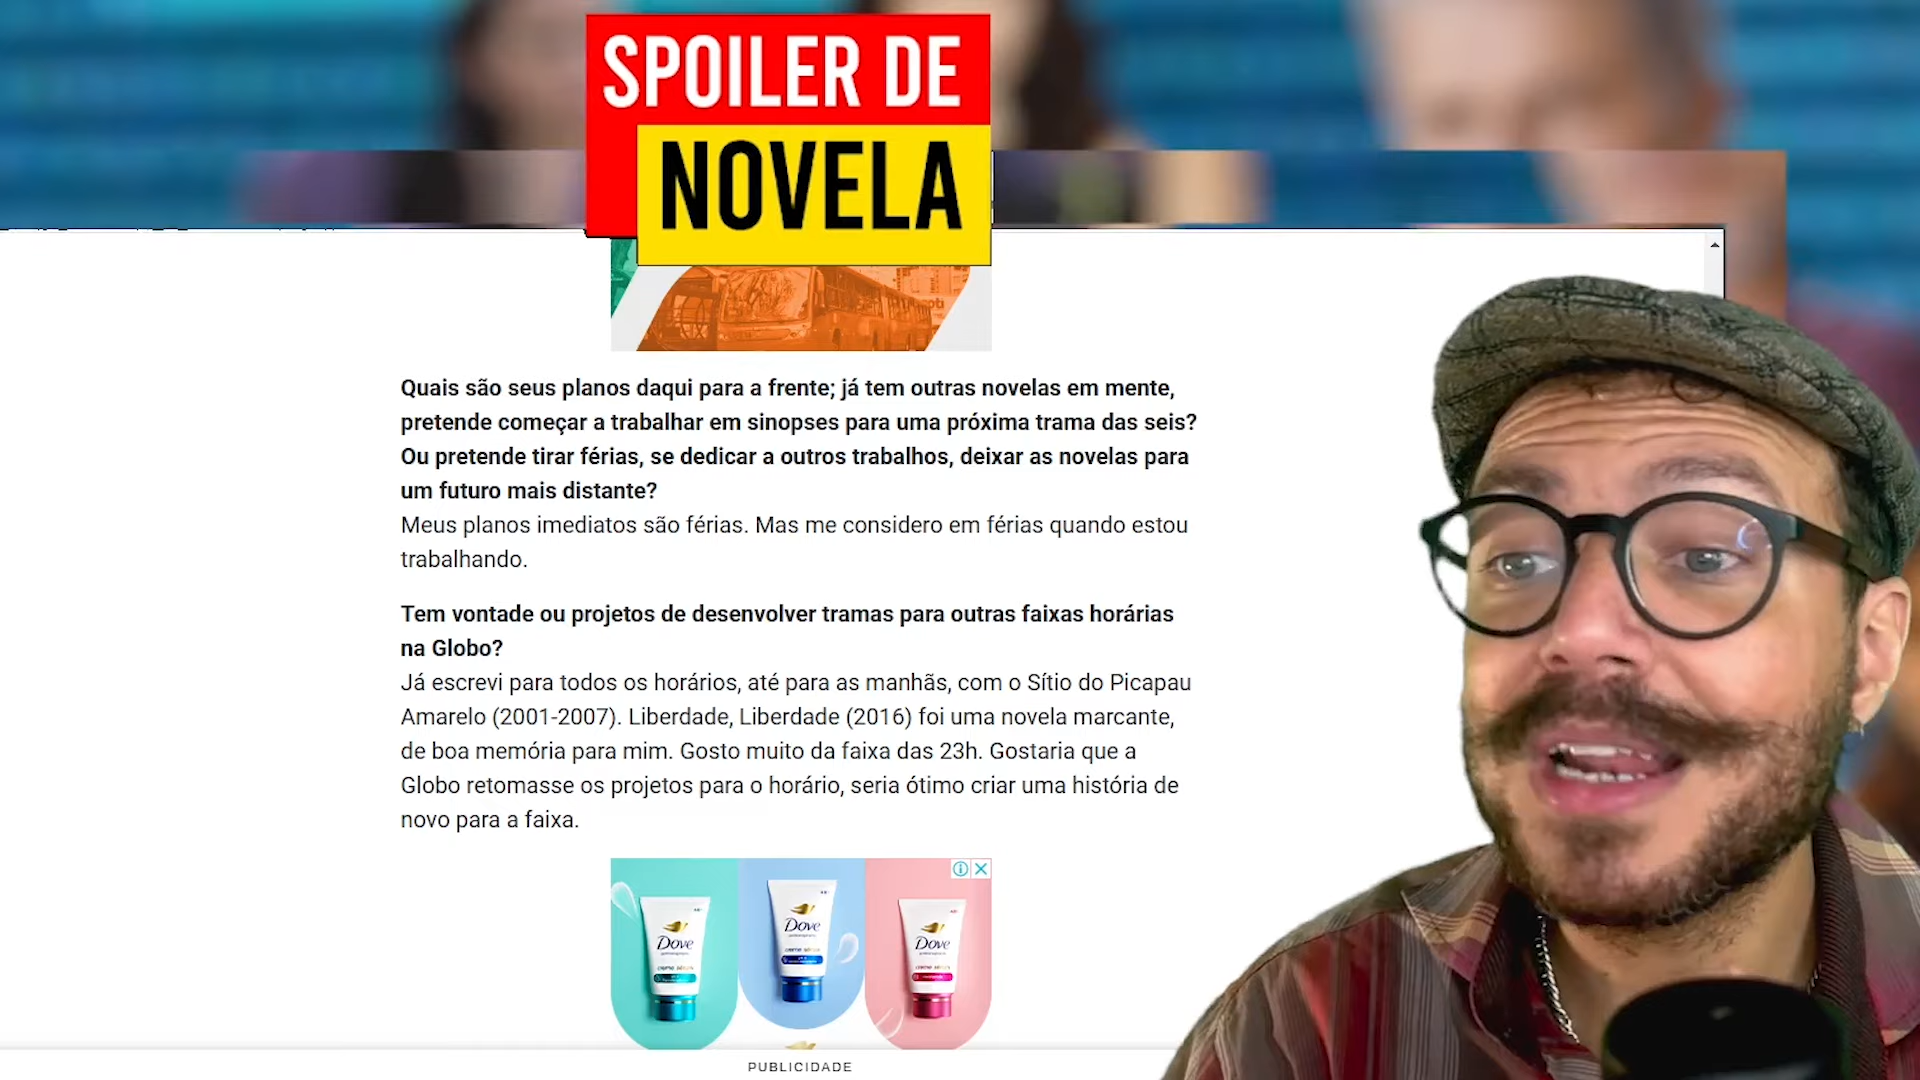 SPOILER DE
NOVELA
Quais são seus planos daqui para a frente; já tem outras novelas em mente,
pretende começar a trabalhar em sinopses para uma próxima trama das seis?
Ou pretende tirar férias, se dedicar a outros trabalhos, deixar as novelas para
um futuro mais distante?
Meus planos imediatos são férias. Mas me considero em férias quando estou
trabalhando.
Tem vontade ou projetos de desenvolver tramas para outras faixas horárias
na Globo?
Já escrevi para todos os horários, até para as manhãs, com o Sítio do Picapau
Amarelo (2001-2007). Liberdade, Liberdade (2016) foi uma novela marcante,
de boa memória para mim. Gosto muito da faixa das 23h. Gostaria que a
Globo retomasse os projetos para o horário, seria ótimo criar uma história de
novo para a faixa.
Dove
Dove
Dove
PUBLICIDADE